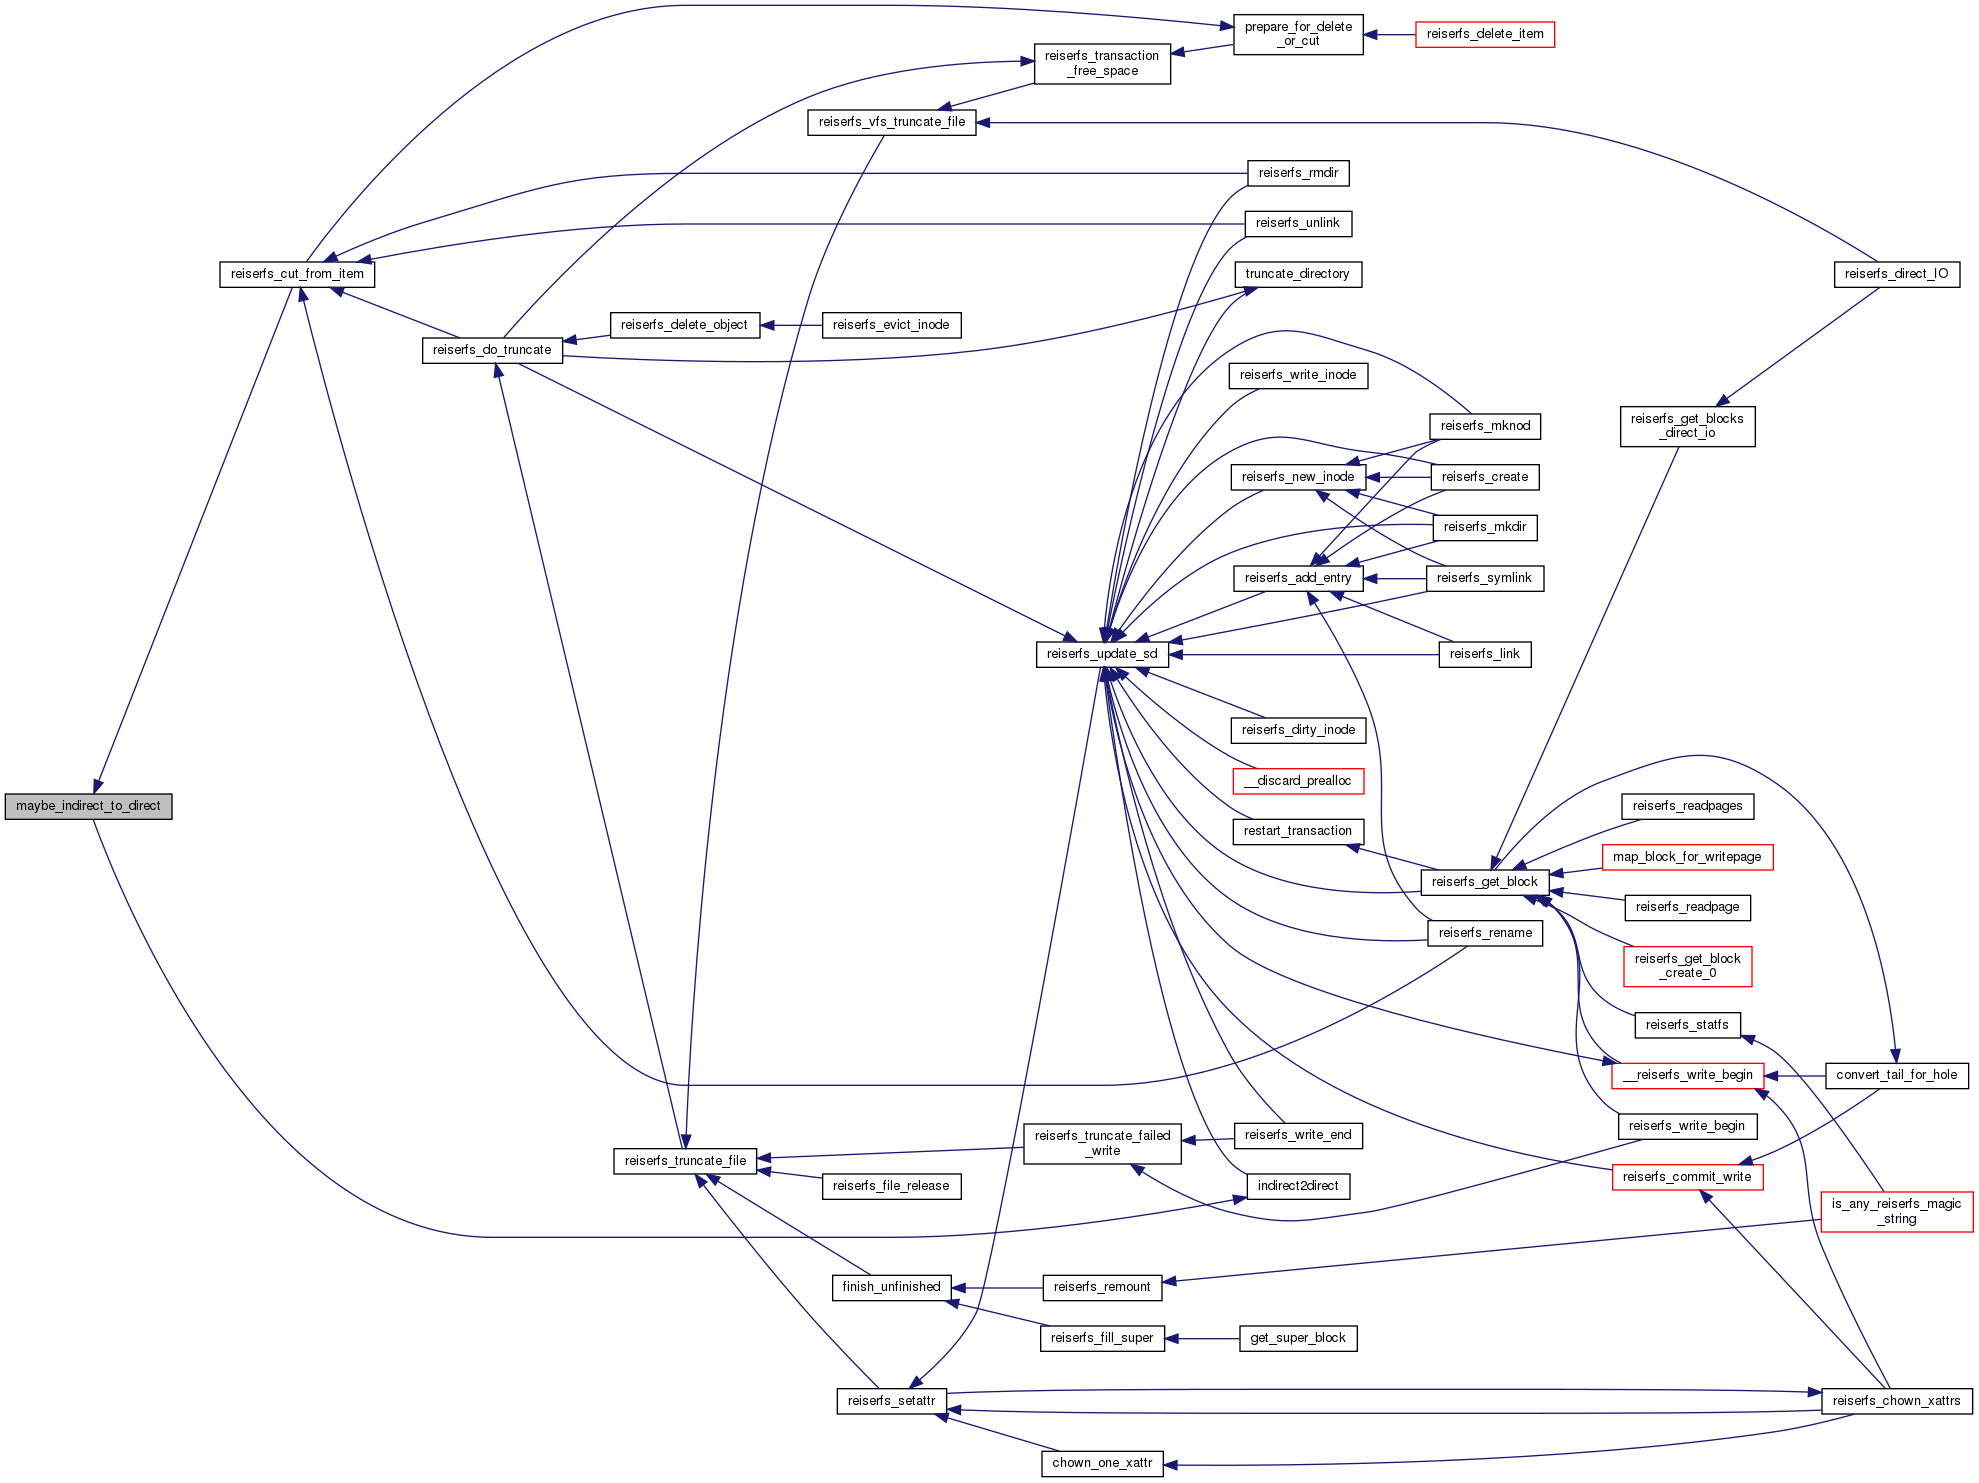 prepare_for_delete
_or_cut
reiserfs_delete_item
reiserfs_transaction
_free_space
reiserfs_vfs_truncate_file
reiserfs_rmdir
reiserfs_unlink
reiserfs_cut_from_item
truncate_directory
reiserfs_direct_IO
reiserfs_delete_object
reiserfs_evict_inode
reiserfs_do_truncate
reiserfs_write_inode
reiserfs_mknod
reiserfs_get_blocks
_direct_io
reiserfs_new_inode
reiserfs_create
reiserfs_mkdir
reiserfs_add_entry
reiserfs_symlink
reiserfs_update_sd
reiserfs_link
reiserfs_dirty_inode
__discard_prealloc
maybe_indirect_to_direct
reiserfs_readpages
restart_transaction
map_block_for_writepage
reiserfs_get_block
reiserfs_readpage
reiserfs_rename
reiserfs_get_block
_create_0
reiserfs_statfs
__reiserfs_write_begin
convert_tail_for_hole
reiserfs_write_begin
reiserfs_truncate_failed
_write
reiserfs_write_end
reiserfs_truncate_file
reiserfs_commit_write
reiserfs_file_release
indirect2direct
is_any_reiserfs_magic
_string
finish_unfinished
reiserfs_remount
reiserfs_fill_super
get_super_block
reiserfs_setattr
reiserfs_chown_xattrs
chown_one_xattr